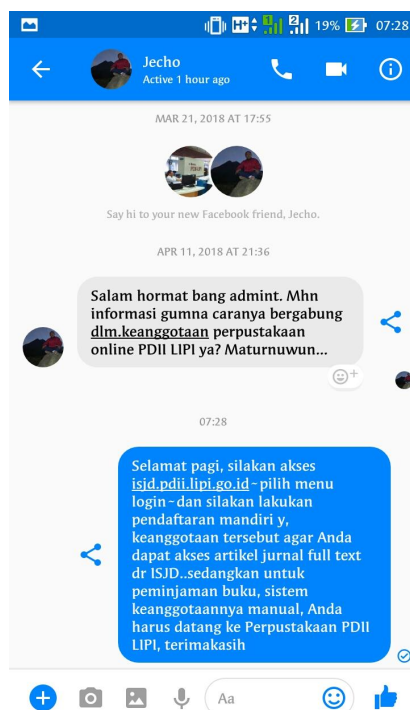 19% 07:28
Jecho
Active 1 hour ago
MAR 21, 2018 AT 17:55
Say hi to your new Facebook friend, Jecho.
APR 11, 2018 AT 21:36
Salam hormat bang admint. Mhn
informasi gumna caranya bergabung
dlm.keanggotaan perpustakaan
online PDII LIPI ya? Maturnuwun...
07:28
Selamat pagi, silakan akses
isjd.pdii.lipi.go.id~pilih menu
login~dan silakan lakukan
pendaftaran mandiri y,
keanggotaan tersebut agar Anda
dapat akses artikel jurnal full text
dr ISJD..sedangkan untuk
peminjaman buku, sistem
keanggotaannya manual, Anda
harus datang ke Perpustakaan PDII
LIPI, terimakasih
Aa